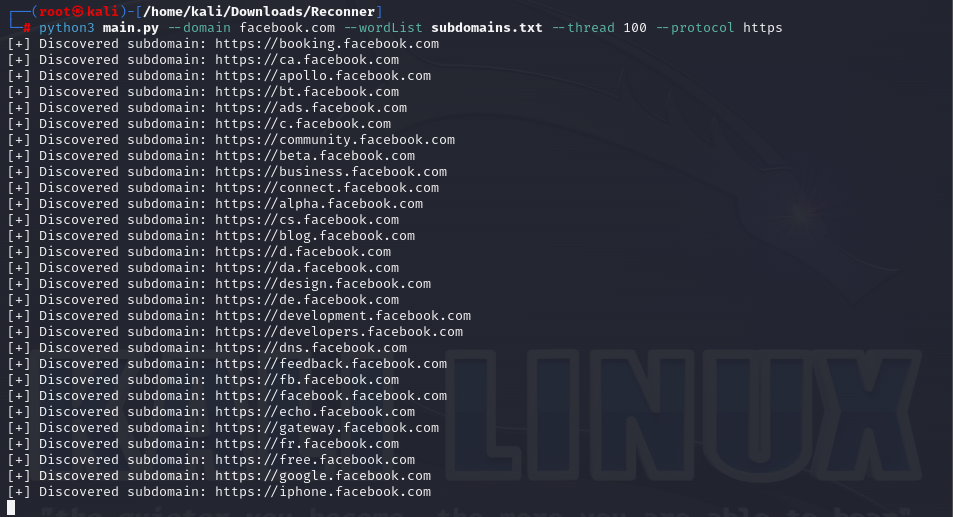 ┌──(root㉿kali)-[/home/kali/Downloads/Reconner]
└─# python3 main.py --domain facebook.com --wordList subdomains.txt --thread 100 --protocol https
[+] Discovered subdomain: https://booking.facebook.com
[+] Discovered subdomain: https://ca.facebook.com
[+] Discovered subdomain: https://apollo.facebook.com
[+] Discovered subdomain: https://bt.facebook.com
[+] Discovered subdomain: https://ads.facebook.com
[+] Discovered subdomain: https://c.facebook.com
[+] Discovered subdomain: https://community.facebook.com
[+] Discovered subdomain: https://beta.facebook.com
[+] Discovered subdomain: https://business.facebook.com
[+] Discovered subdomain: https://connect.facebook.com
[+] Discovered subdomain: https://alpha.facebook.com
[+] Discovered subdomain: https://cs.facebook.com
[+] Discovered subdomain: https://blog.facebook.com
[+] Discovered subdomain: https://d.facebook.com
[+] Discovered subdomain: https://da.facebook.com
[+] Discovered subdomain: https://design.facebook.com
[+] Discovered subdomain: https://de.facebook.com
[+] Discovered subdomain: https://development.facebook.com
[+] Discovered subdomain: https://developers.facebook.com
[+] Discovered subdomain: https://dns.facebook.com
[+] Discovered subdomain: https://feedback.facebook.com
[+] Discovered subdomain: https://fb.facebook.com
[+] Discovered subdomain: https://facebook.facebook.com
[+] Discovered subdomain: https://echo.facebook.com
[+] Discovered subdomain: https://gateway.facebook.com
[+] Discovered subdomain: https://fr.facebook.com
[+] Discovered subdomain: https://free.facebook.com
[+] Discovered subdomain: https://google.facebook.com
[+] Discovered subdomain: https://iphone.facebook.com
LINUX